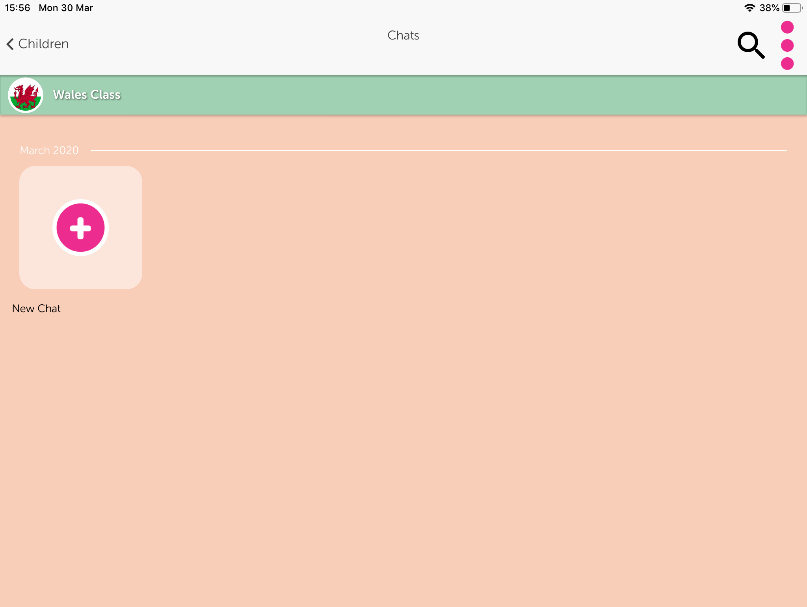 15:56 Mon 30 Mar 38%
Children
Chats
Wales Class
March 2020
New Chat